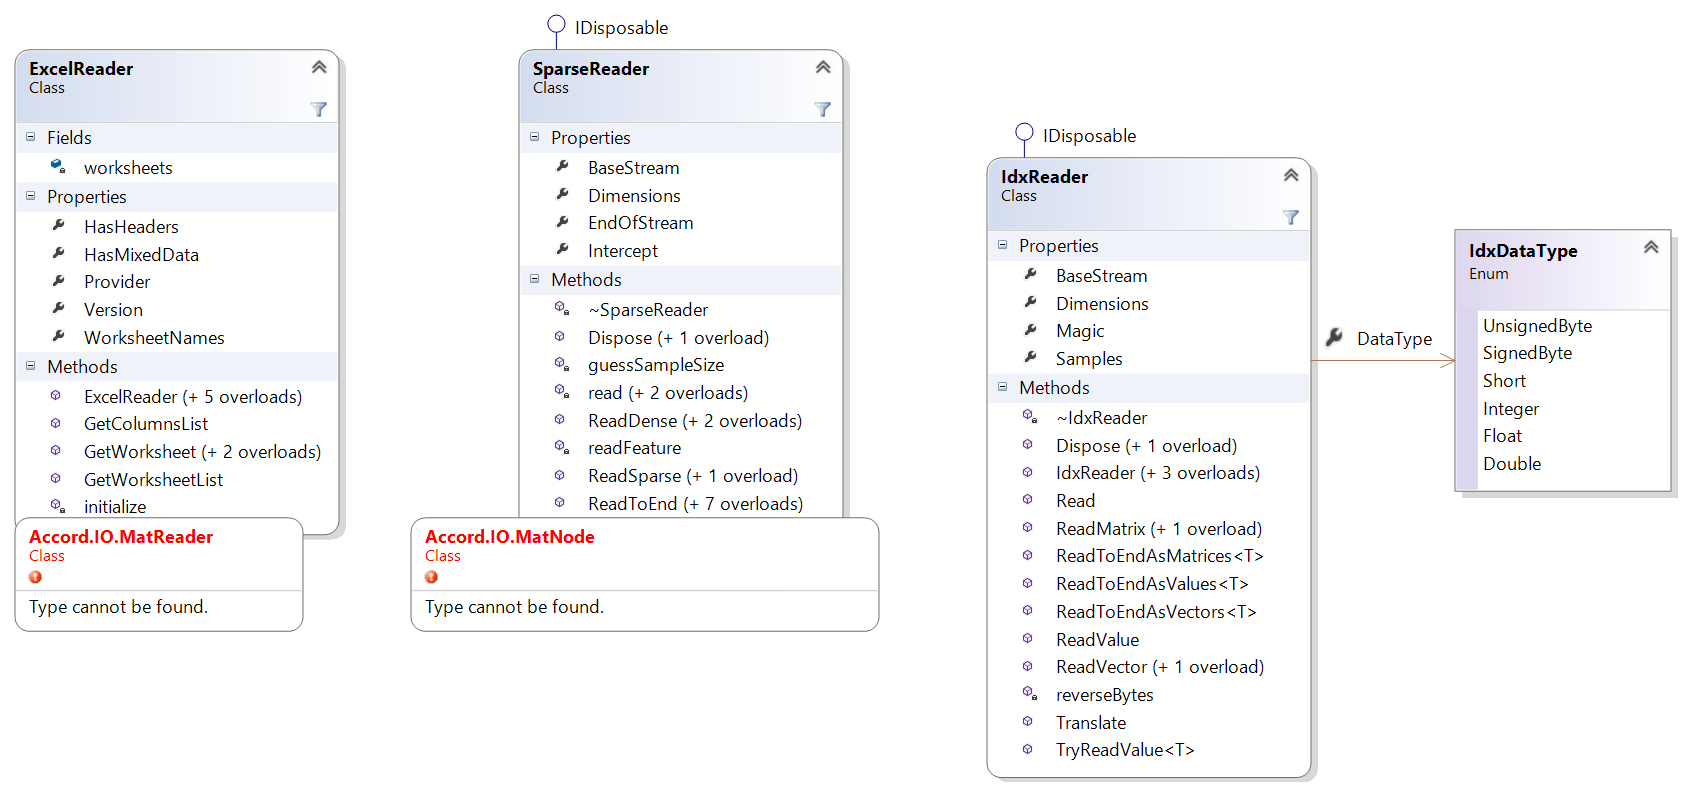 ExcelReader
Class
Fields
worksheets
Properties
HasHeaders
HasMixedData
Provider
Version
WorksheetNames
Methods
ExcelReader (+ 5 overloads)
GetColumnsList
GetWorksheet (+ 2 overloads)
GetWorksheetList
initialize
Accord.IO.MatReader
Class
Type cannot be found.
IDisposable
SparseReader
Class
Properties
BaseStream
Dimensions
EndOfStream
Intercept
Methods
~SparseReader
Dispose (+ 1 overload)
guessSampleSize
read (+ 2 overloads)
ReadDense (+ 2 overloads)
readFeature
ReadSparse (+ 1 overload)
ReadToEnd (+ 7 overloads)
Accord.IO.MatNode
Class
Type cannot be found.
IDisposable
IdxReader
Class
Properties
BaseStream
Dimensions
Magic
Samples
Methods
~IdxReader
Dispose (+ 1 overload)
IdxReader (+ 3 overloads)
Read
ReadMatrix (+ 1 overload)
ReadToEndAsMatrices<T>
ReadToEndAsValues<T>
ReadToEndAsVectors<T>
ReadValue
ReadVector (+ 1 overload)
reverseBytes
Translate
TryReadValue<T>
DataType
IdxDataType
Enum
UnsignedByte
SignedByte
Short
Integer
Float
Double